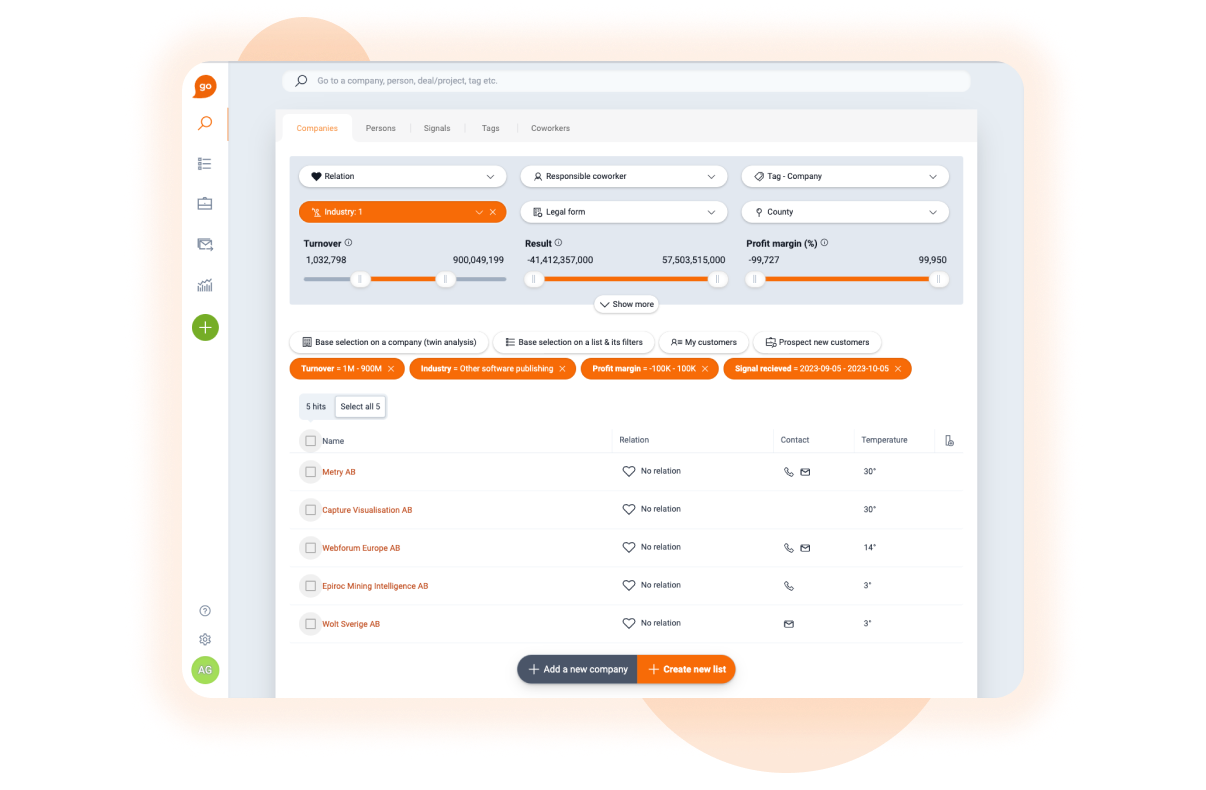 go
Go to a company, person, deal/project, tag etc.
Companies Persons Signals Tags Coworkers
Relation Responsible coworker Tag - Company
Industry: 1 Legal form County
Turnover Result Profit margin (%)
1,032,798 900,049,199 -41,412,357,000 57,503,515,000 -99,727 99,950
Show more
Base selection on a company (twin analysis) Base selection on a list & its filters My customers Prospect new customers
Turnover = 1M - 900M Industry = Other software publishing Profit margin = -100K - 100K Signal recieved = 2023-09-05 - 2023-10-05
5 hits Select all 5
Name Relation Contact Temperature
Metry AB No relation 30°
Capture Visualisation AB No relation 30°
Webforum Europe AB No relation 14°
Epiroc Mining Intelligence AB No relation 3°
Wolt Sverige AB No relation 3°
AG
Add a new company Create new list